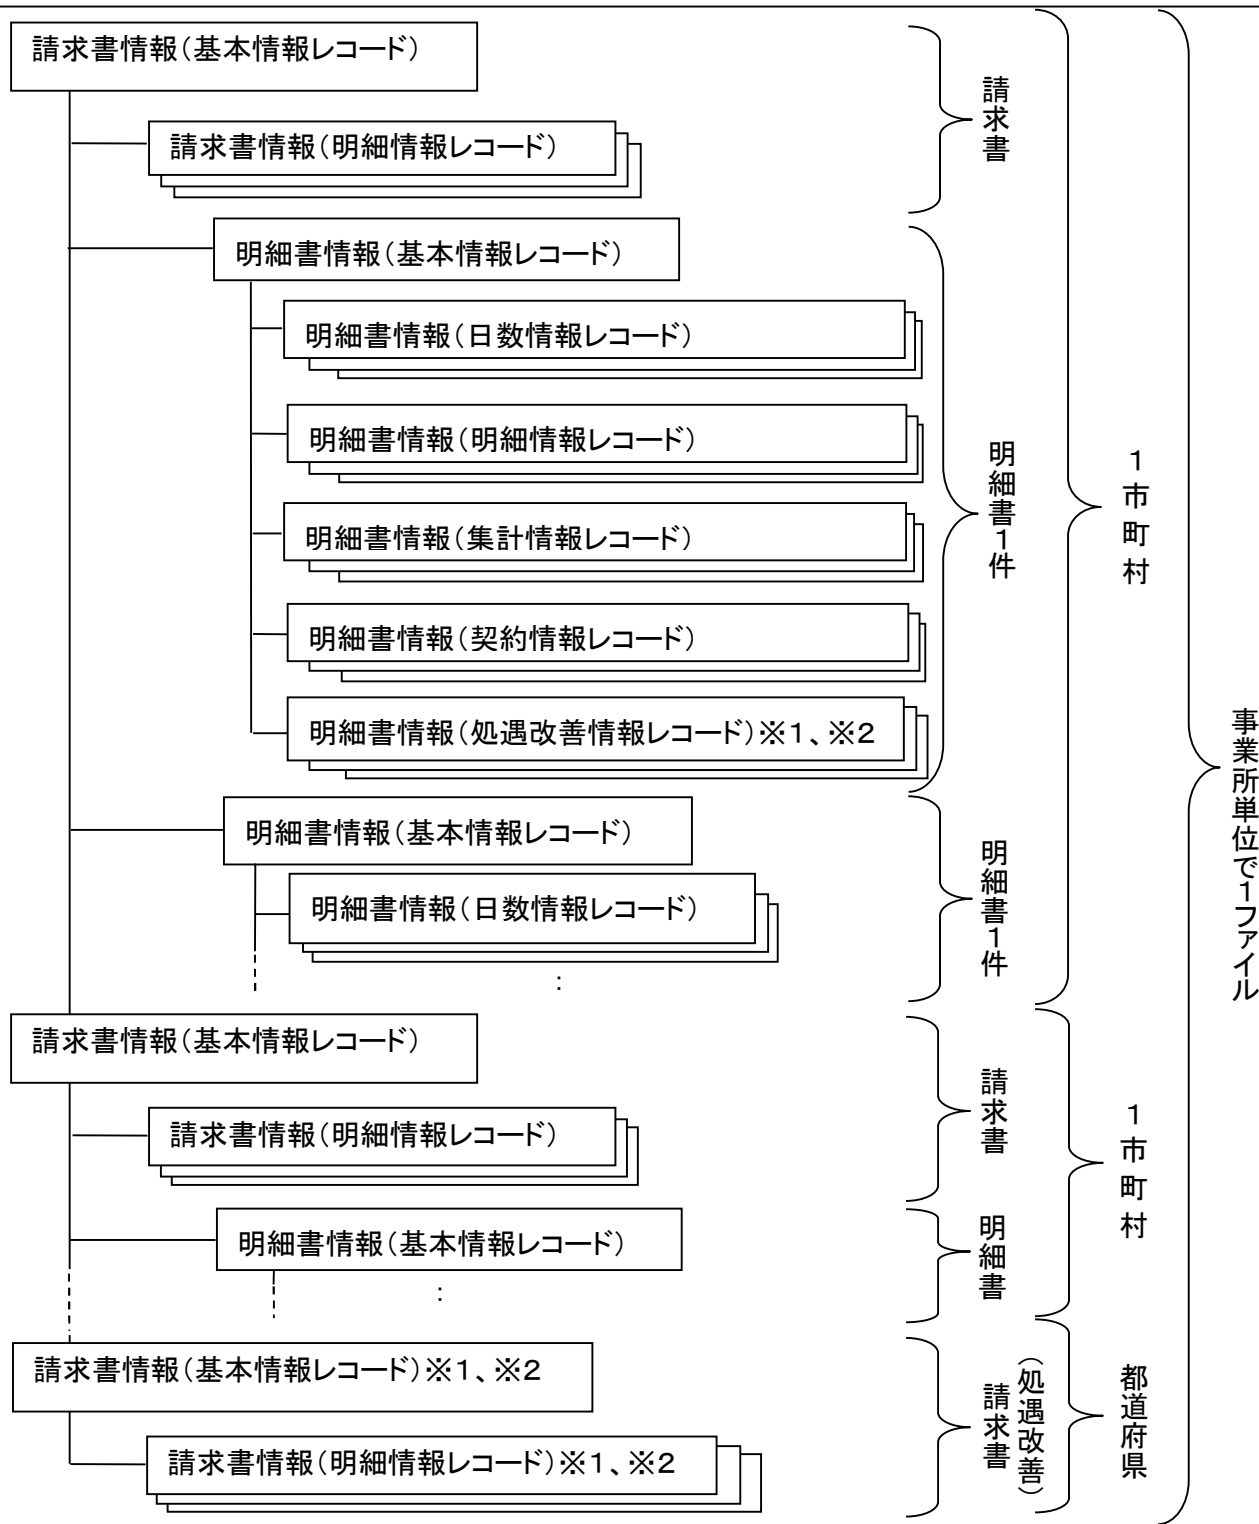 請求書情報(基本情報レコード)
請求書情報(明細情報レコード)
請求書
明細書情報(基本情報レコード)
明細書情報(日数情報レコード)
明細書情報(明細情報レコード)
明細書情報(集計情報レコード)
明細書情報(契約情報レコード)
明細書情報(処遇改善情報レコード)※1、※2
明細書1件
明細書情報(基本情報レコード)
明細書情報(日数情報レコード)
:
明細書1件
1市町村
請求書情報(基本情報レコード)
請求書情報(明細情報レコード)
請求書
明細書情報(基本情報レコード)
:
明細書
1市町村
請求書情報(基本情報レコード)※1、※2
請求書情報(明細情報レコード)※1、※2
(処遇改善)
請求書
都道府県
事業所単位で1ファイル